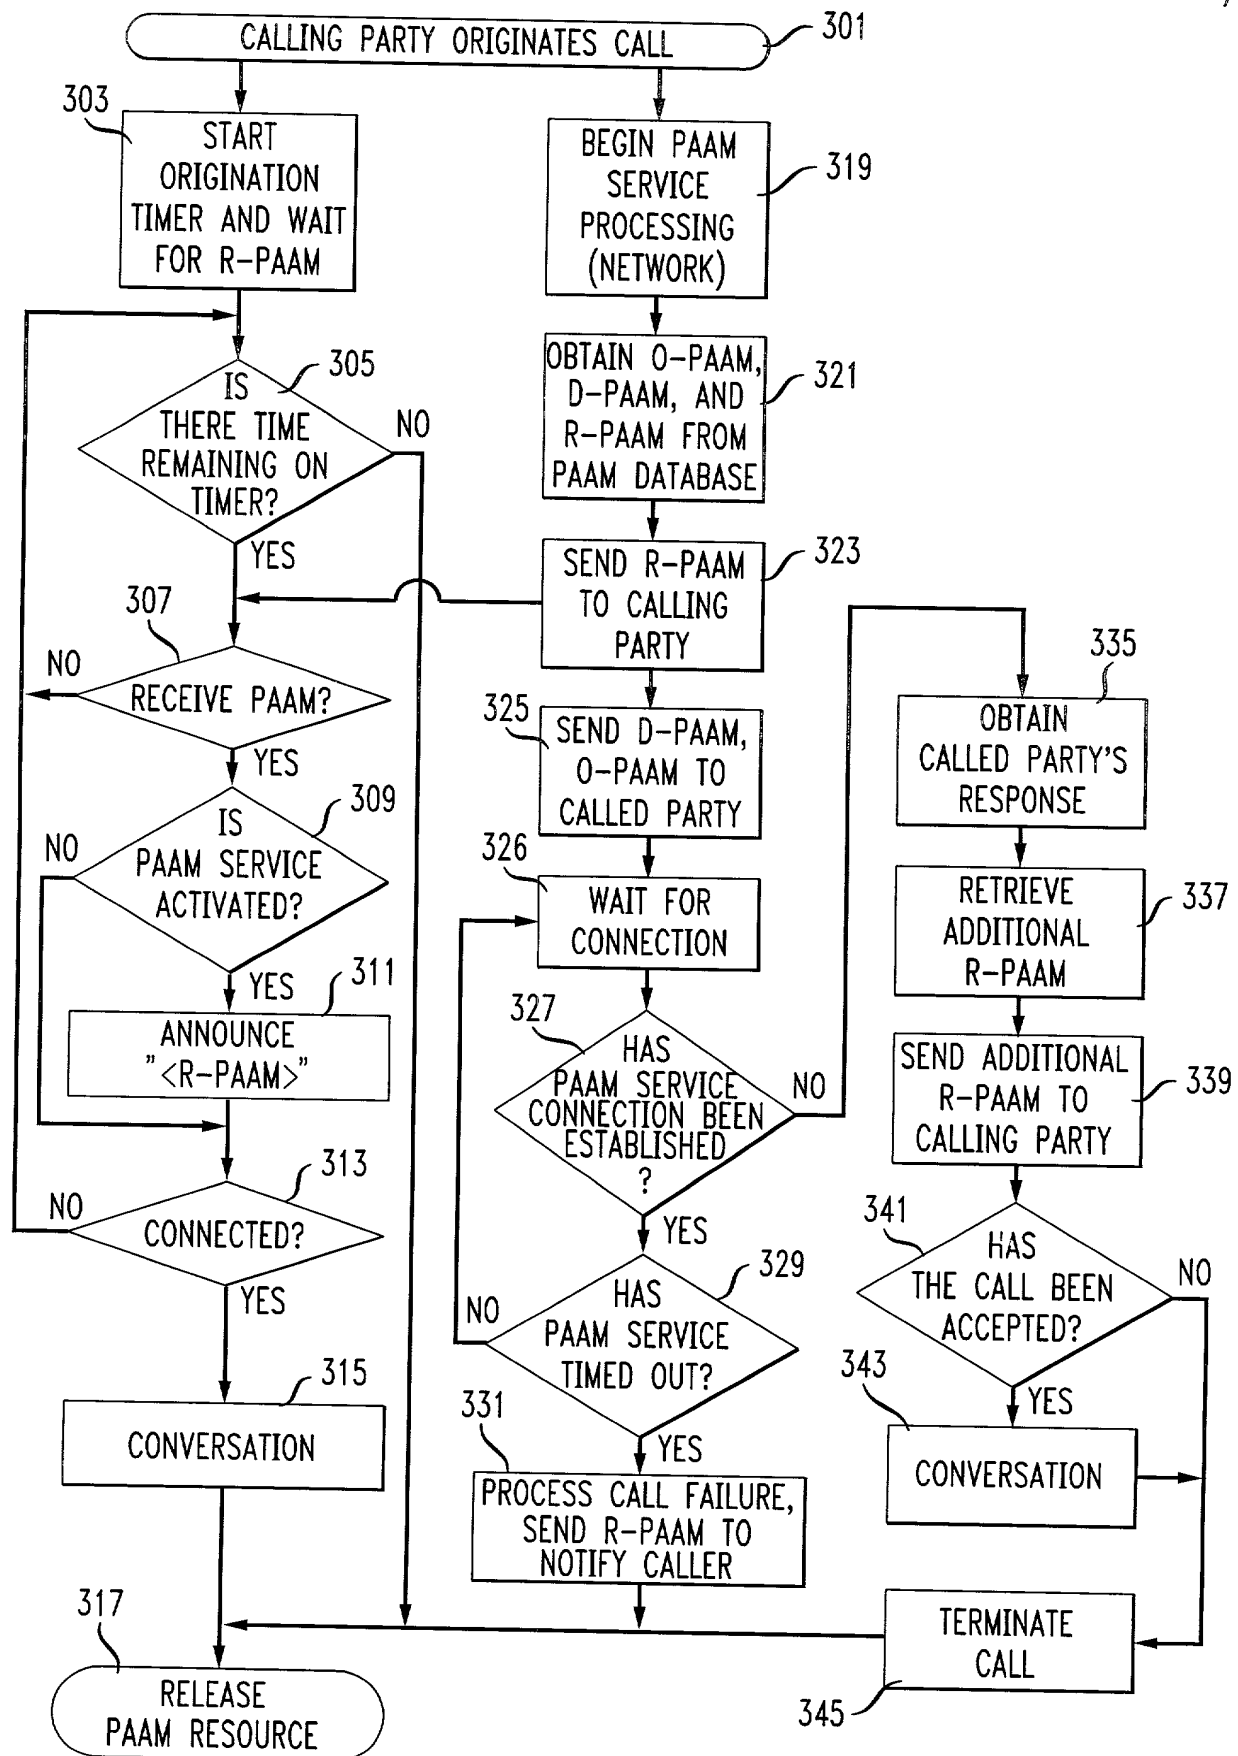 CALLING PARTY ORIGINATES CALL
301
303
START
ORIGINATION
TIMER AND WAIT
FOR R-PAAM
BEGIN PAAM
SERVICE
PROCESSING
(NETWORK)
319
305
IS
THERE TIME
REMAINING ON
TIMER?
NO
YES
OBTAIN O-PAAM,
D-PAAM, AND
R-PAAM FROM
PAAM DATABASE
321
SEND R-PAAM
TO CALLING
PARTY
323
307
NO
RECEIVE PAAM?
YES
325
SEND D-PAAM,
O-PAAM TO
CALLED PARTY
335
OBTAIN
CALLED PARTY'S
RESPONSE
309
IS
PAAM SERVICE
ACTIVATED?
NO
YES
326
WAIT FOR
CONNECTION
RETRIEVE
ADDITIONAL
R-PAAM
337
311
ANNOUNCE
"<R-PAAM>"
327
HAS
PAAM SERVICE
CONNECTION BEEN
ESTABLISHED
?
NO
YES
SEND ADDITIONAL
R-PAAM TO
CALLING PARTY
339
313
NO
CONNECTED?
YES
329
HAS
PAAM SERVICE
TIMED OUT?
NO
YES
341
HAS
THE CALL BEEN
ACCEPTED?
NO
YES
315
CONVERSATION
331
PROCESS CALL FAILURE,
SEND R-PAAM TO
NOTIFY CALLER
343
CONVERSATION
317
RELEASE
PAAM RESOURCE
TERMINATE
CALL
345